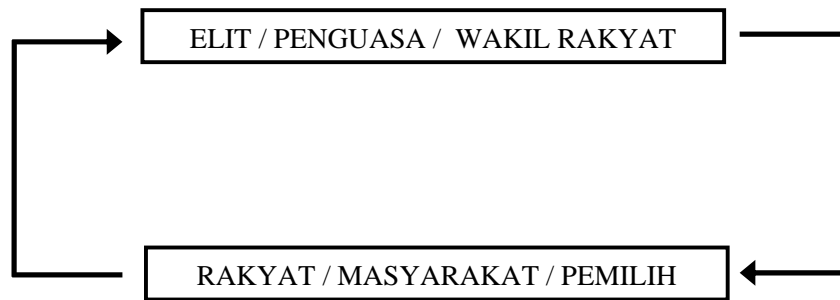 ELIT / PENGUASA / WAKIL RAKYAT
RAKYAT / MASYARAKAT / PEMILIH